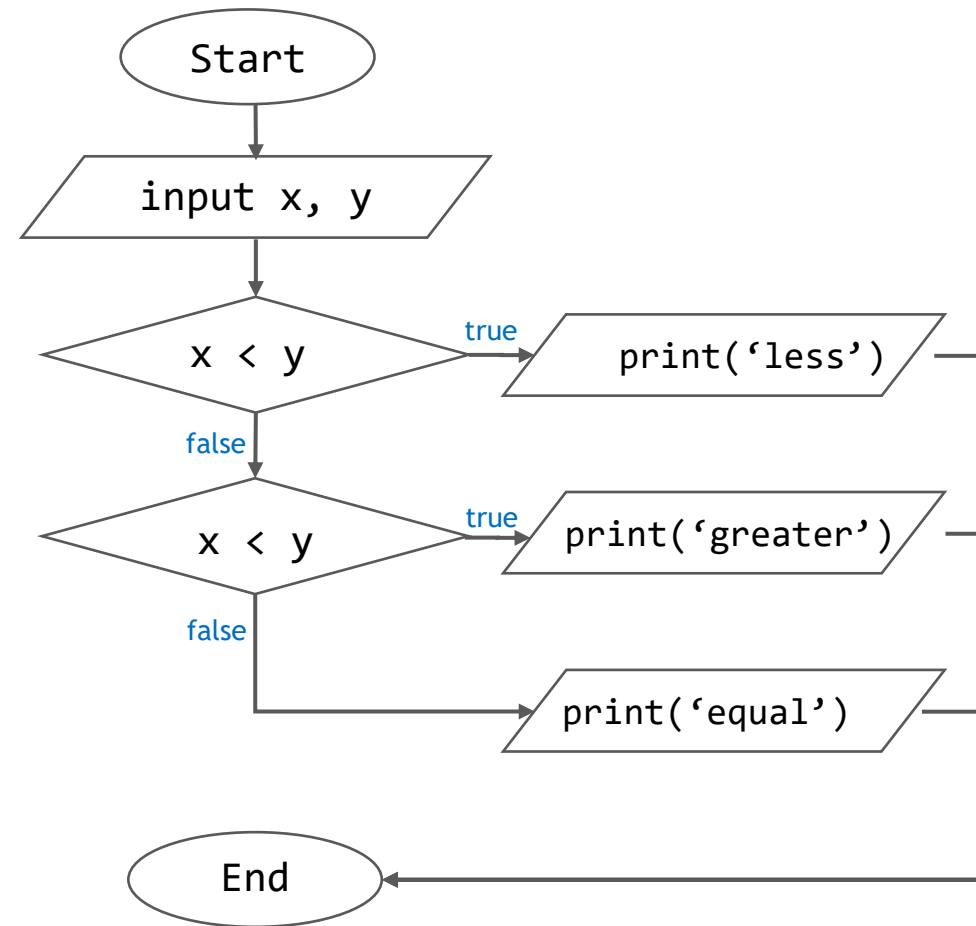 Start
input x, y
x < y
true
print(‘less’)
false
x < y
true
print(‘greater’)
false
print(‘equal’)
End